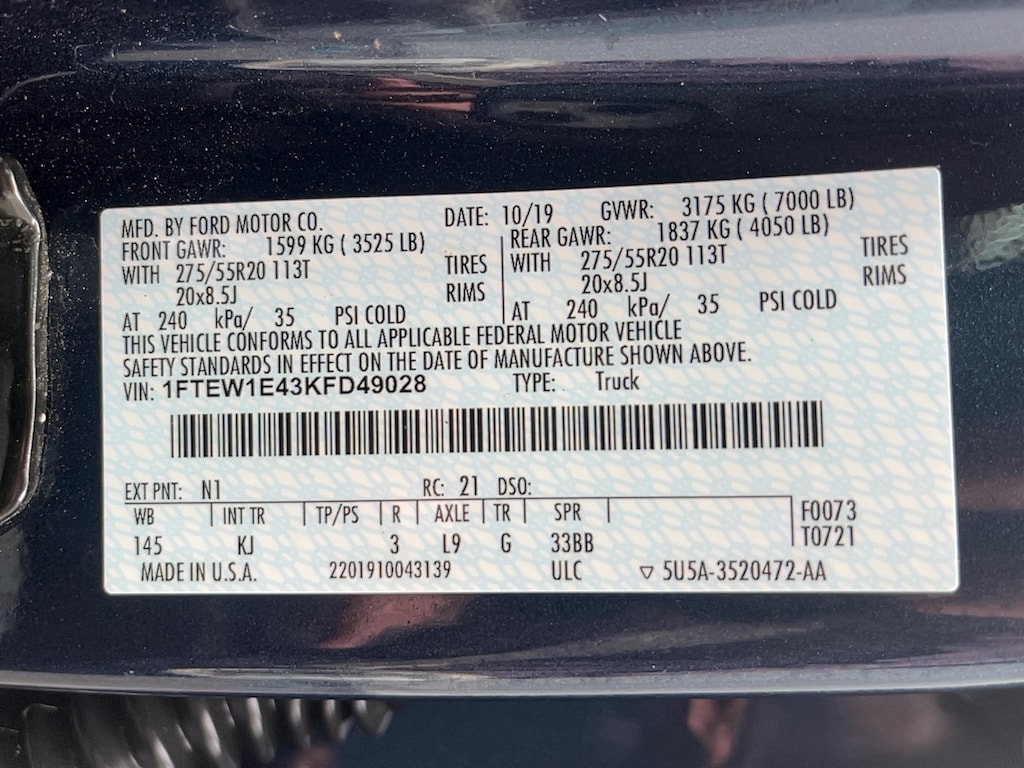 MFD. BY FORD MOTOR CO. DATE: 10/19 GVWR: 3175 KG ( 7000 LB)
FRONT GAWR: 1599 KG ( 3525 LB) REAR GAWR: 1837 KG ( 4050 LB)
WITH 275/55R20 113T TIRES WITH 275/55R20 113T TIRES
20x8.5J RIMS 20x8.5J RIMS
AT 240 kPa/ 35 PSI COLD AT 240 kPa/ 35 PSI COLD
THIS VEHICLE CONFORMS TO ALL APPLICABLE FEDERAL MOTOR VEHICLE
SAFETY STANDARDS IN EFFECT ON THE DATE OF MANUFACTURE SHOWN ABOVE.
VIN: 1FTEW1E43KFD49028 TYPE: Truck
EXT PNT: N1 RC: 21 DSO:
WB INT TR TP/PS R AXLE TR SPR F0073
145 KJ 3 L9 G 33BB T0721
MADE IN U.S.A. 2201910043139 ULC ▽ 5U5A-3520472-AA